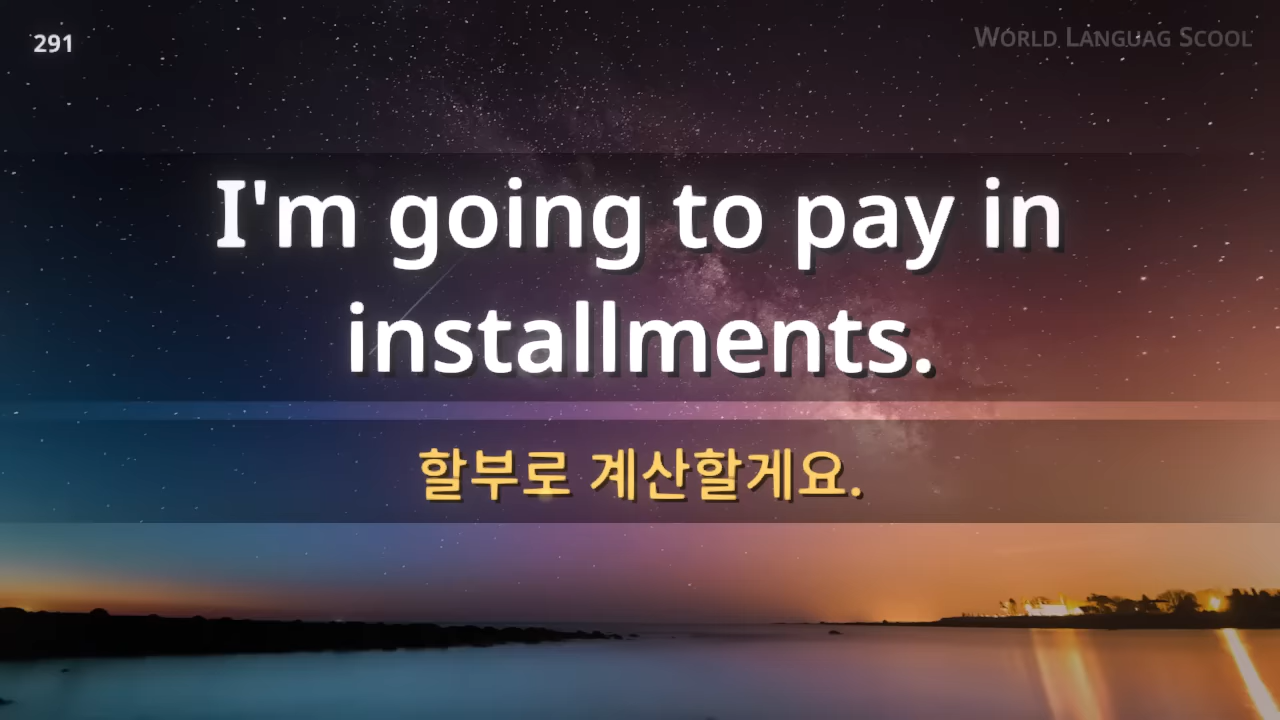 291
WORLD LANGUAG SCOOL
I'm going to pay in
installments.
할부로 계산할게요.